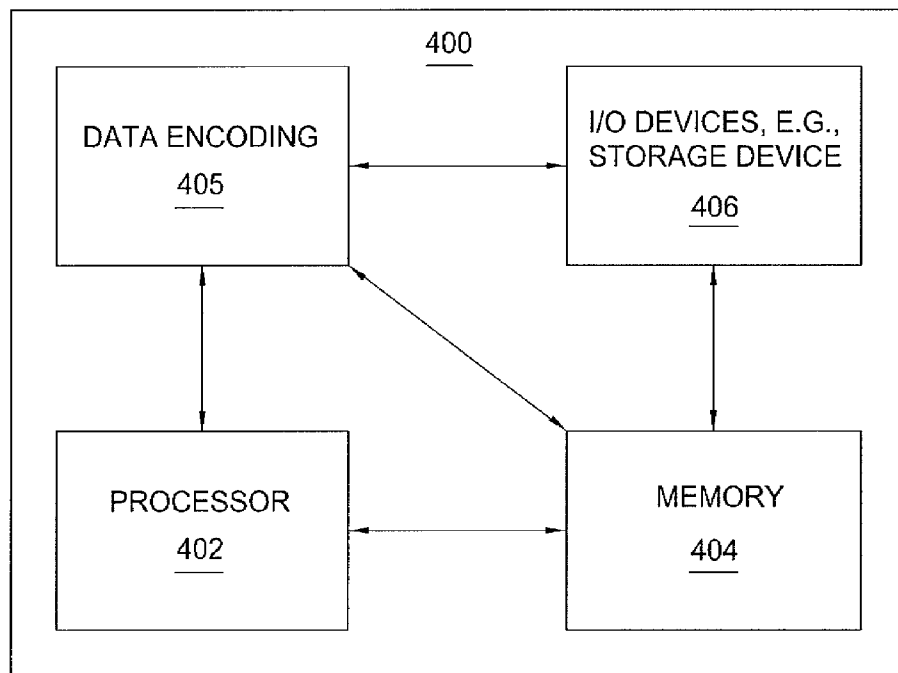 400
DATA ENCODING
405
I/O DEVICES, E.G.,
STORAGE DEVICE
406
PROCESSOR
402
MEMORY
404